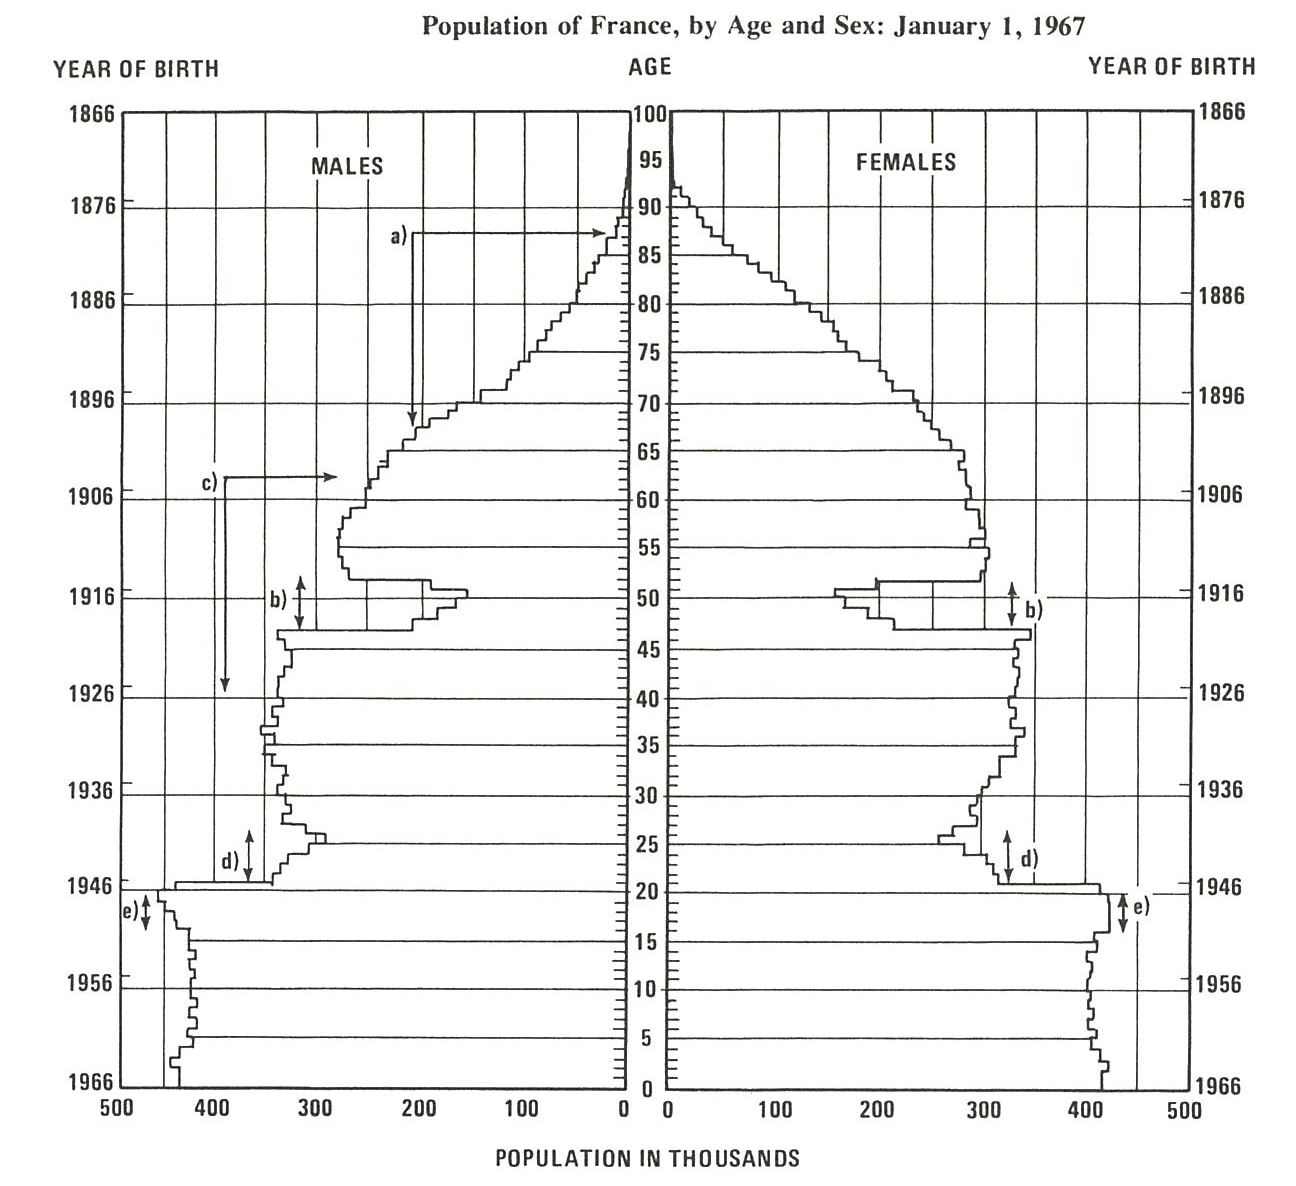 Population of France, by Age and Sex: January 1, 1967
YEAR OF BIRTH AGE YEAR OF BIRTH
1866 100 1866
MALES FEMALES
95
1876 90 1876
a)
85
1886 80 1886
75
1896 70 1896
65
c)
1906 60 1906
55
b) 1916 50 1916 b)
45
1926 40 1926
35
1936 30 1936
25
d) d)
1946 20 1946
e) e)
15
1956 10 1956
5
1966 0 1966
500 400 300 200 100 0 0 100 200 300 400 500
POPULATION IN THOUSANDS